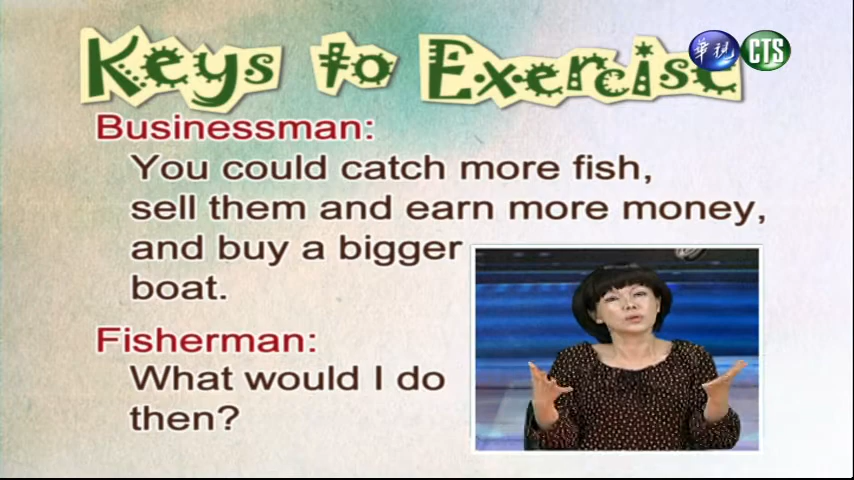 Keys to Exercise
華視 CTS
Businessman:
You could catch more fish,
sell them and earn more money,
and buy a bigger
boat.
Fisherman:
What would I do
then?